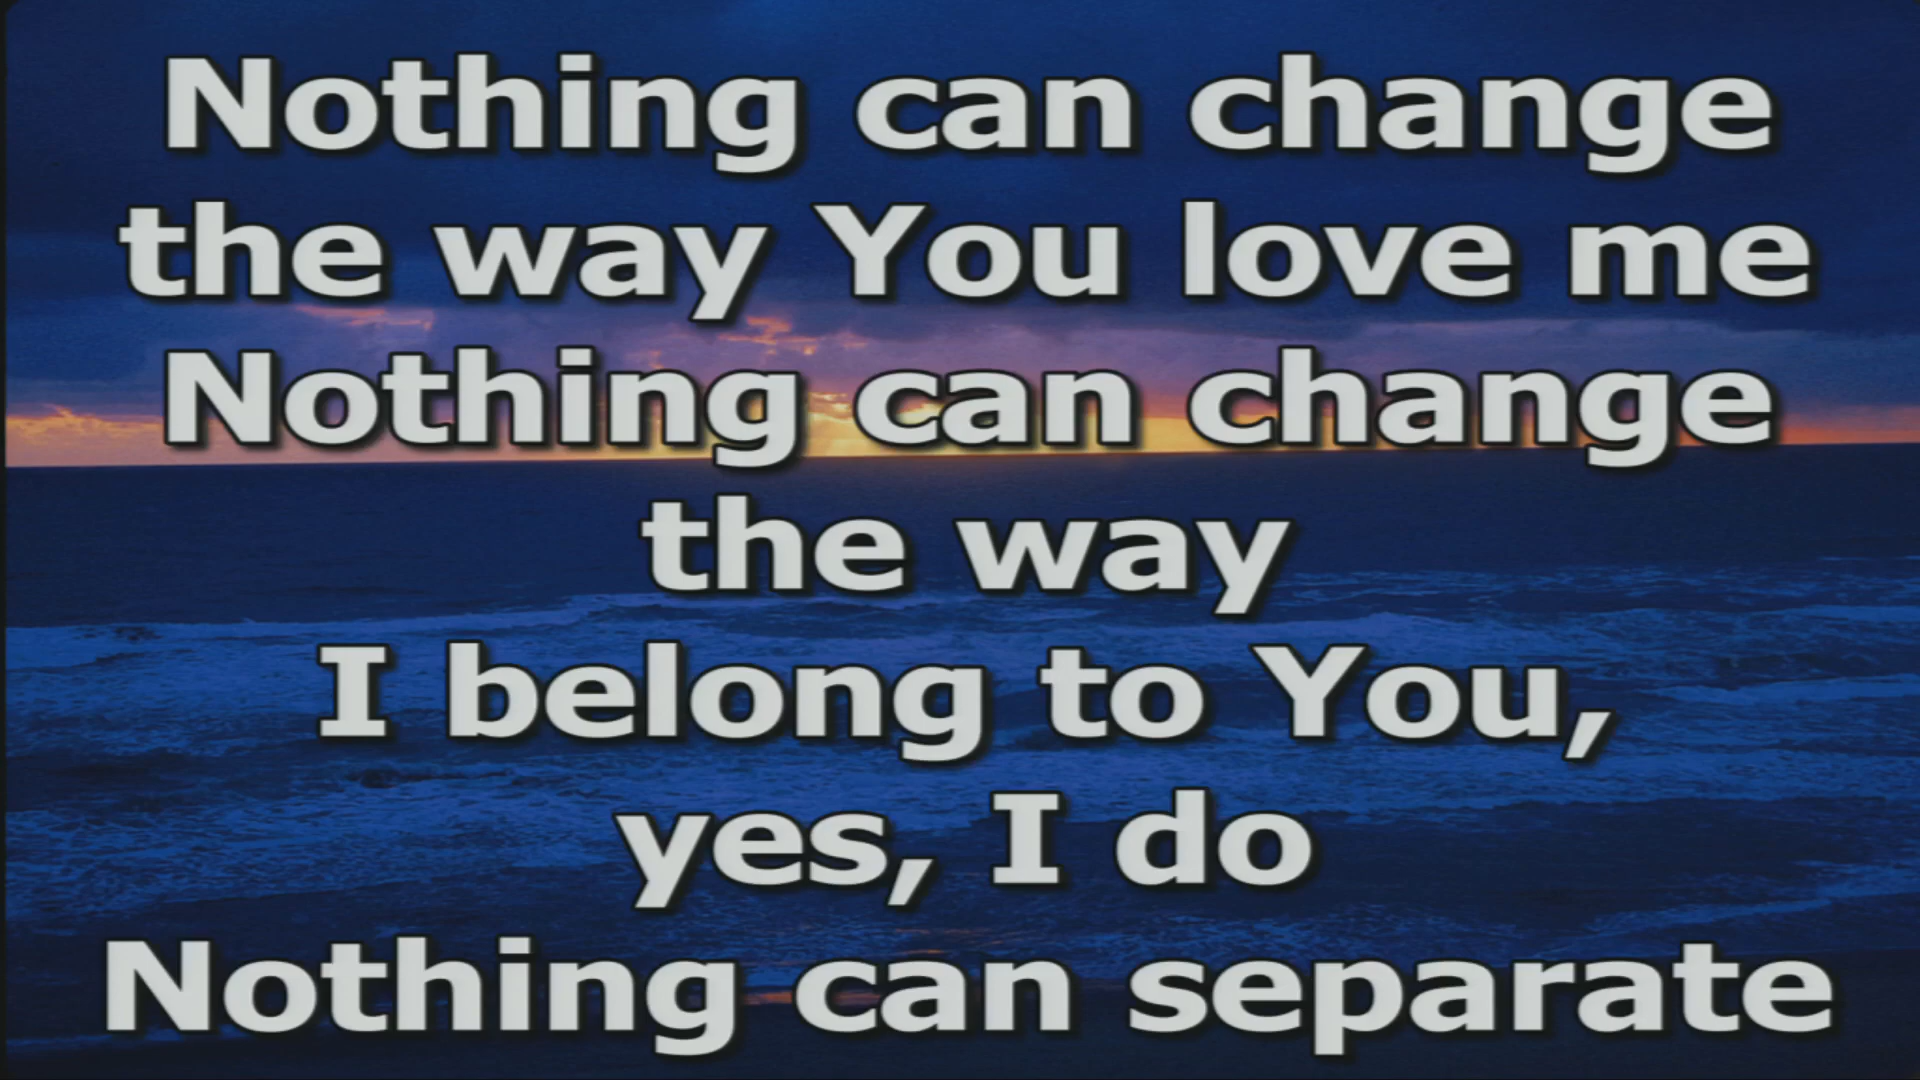 Nothing can change
the way You love me
Nothing can change
the way
I belong to You,
yes, I do
Nothing can separate